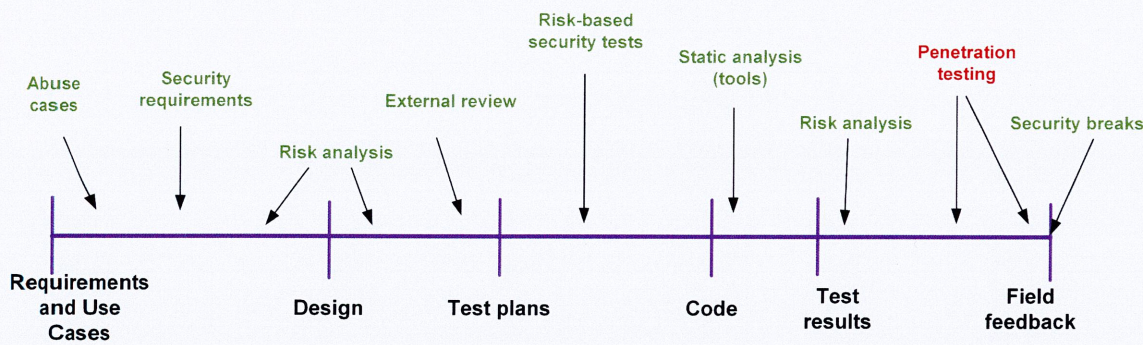 Abuse
cases
Security
requirements
Risk analysis
External review
Risk-based
security tests
Static analysis
(tools)
Risk analysis
Penetration
testing
Security breaks
Requirements
and Use
Cases
Design
Test plans
Code
Test
results
Field
feedback